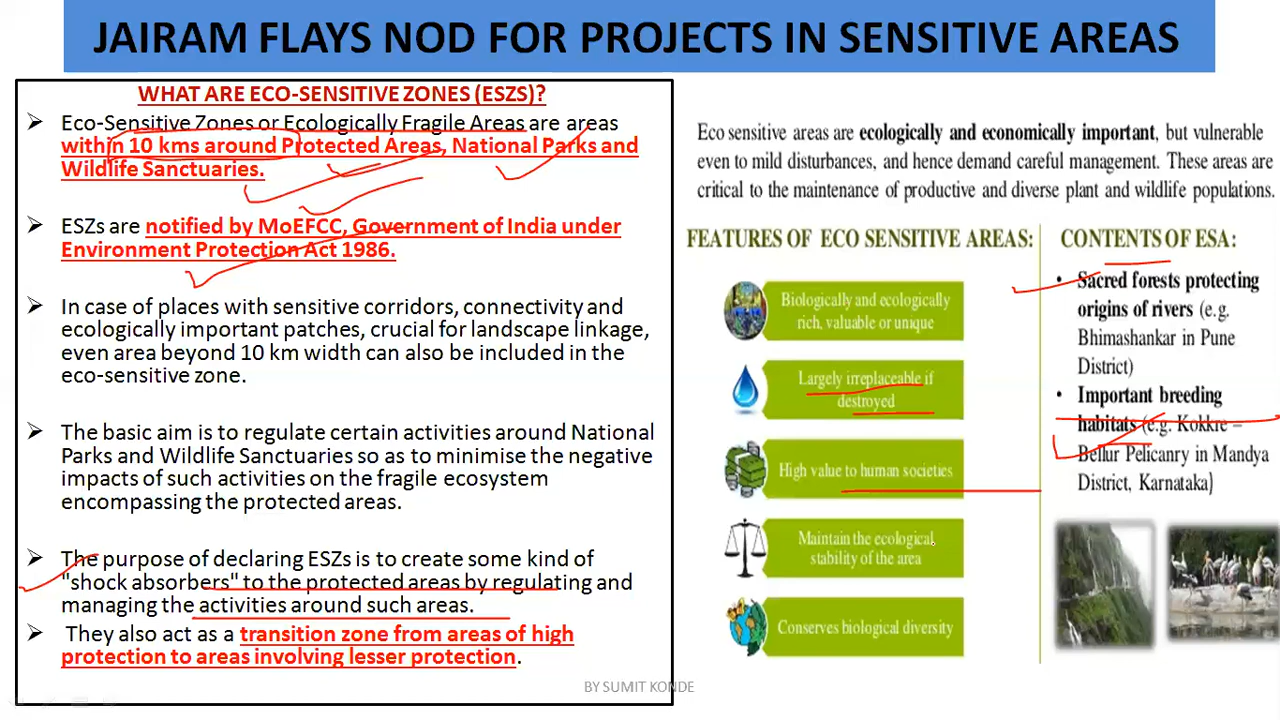 JAIRAM FLAYS NOD FOR PROJECTS IN SENSITIVE AREAS
WHAT ARE ECO-SENSITIVE ZONES (ESZS)?
Eco-Sensitive Zones or Ecologically Fragile Areas are areas
within 10 kms around Protected Areas, National Parks and
Wildlife Sanctuaries.
ESZs are notified by MoEFCC, Government of India under
Environment Protection Act 1986.
In case of places with sensitive corridors, connectivity and
ecologically important patches, crucial for landscape linkage,
even area beyond 10 km width can also be included in the
eco-sensitive zone.
The basic aim is to regulate certain activities around National
Parks and Wildlife Sanctuaries so as to minimise the negative
impacts of such activities on the fragile ecosystem
encompassing the protected areas.
The purpose of declaring ESZs is to create some kind of
"shock absorbers" to the protected areas by regulating and
managing the activities around such areas.
They also act as a transition zone from areas of high
protection to areas involving lesser protection.
Eco sensitive areas are ecologically and economically important, but vulnerable
even to mild disturbances, and hence demand careful management. These areas are
critical to the maintenance of productive and diverse plant and wildlife populations.
FEATURES OF ECO SENSITIVE AREAS:
Biologically and ecologically
rich, valuable or unique
Largely irreplaceable if
destroyed
High value to human societies
Maintain the ecological
stability of the area
Conserves biological diversity
CONTENTS OF ESA:
Sacred forests protecting
origins of rivers (e.g.
Bhimashankar in Pune
District)
Important breeding
habitats (e.g. Kokkre –
Bellur Pelicanry in Mandya
District, Karnataka)
BY SUMIT KONDE